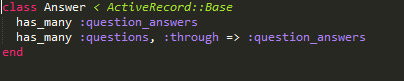 class Answer < ActiveRecord::Base
  has_many :question_answers
  has_many :questions, :through => :question_answers
end